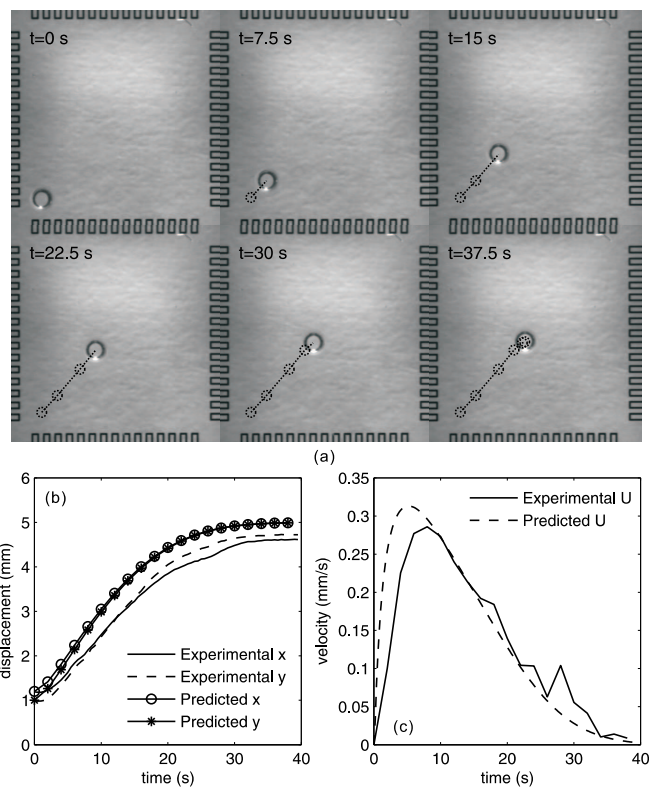 t=0 s
t=7.5 s
t=15 s
t=22.5 s
t=30 s
t=37.5 s
(a)
(b)
6
5
4
3
2
1
0
displacement (mm)
Experimental x
Experimental y
Predicted x
Predicted y
0
10
20
30
40
time (s)
0.35
0.3
0.25
0.2
0.15
0.1
0.05
0
velocity (mm/s)
Experimental U
Predicted U
(c)
0
10
20
30
40
time (s)